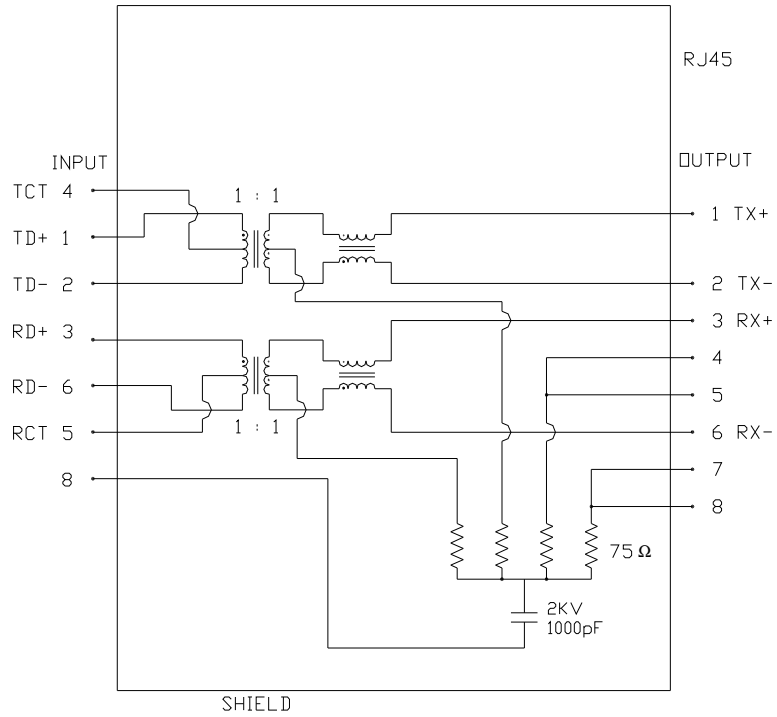 RJ45
INPUT
OUTPUT
TCT 4
1 : 1
1 TX+
TD+ 1
TD- 2
2 TX-
RD+ 3
3 RX+
4
RD- 6
5
RCT 5
1 : 1
6 RX-
7
8
8
75 Ω
2KV
1000pF
SHIELD